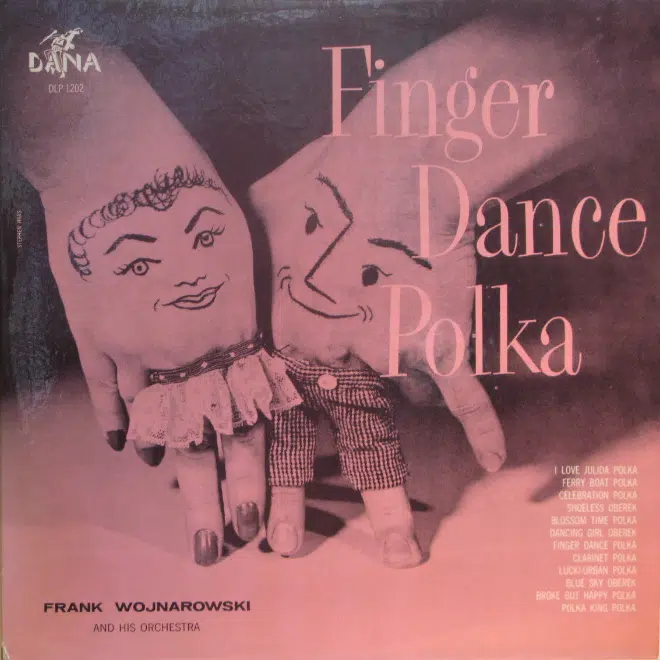 DANA
DLP 1202
Finger
Dance
Polka
I LOVE JULIDA POLKA
FERRY BOAT POLKA
CELEBRATION POLKA
SHOELESS OBEREK
BLOSSOM TIME POLKA
DANCING GIRL OBEREK
FINGER DANCE POLKA
CLARINET POLKA
LUCKI-URBAN POLKA
BLUE SKY OBEREK
BROKE BUT HAPPY POLKA
POLKA KING POLKA
FRANK WOJNAROWSKI
AND HIS ORCHESTRA